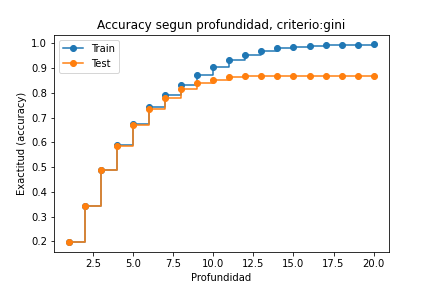 Accuracy segun profundidad, criterio:gini
Train
Test
Exactitud (accuracy)
1.0
0.9
0.8
0.7
0.6
0.5
0.4
0.3
0.2
2.5 5.0 7.5 10.0 12.5 15.0 17.5 20.0
Profundidad